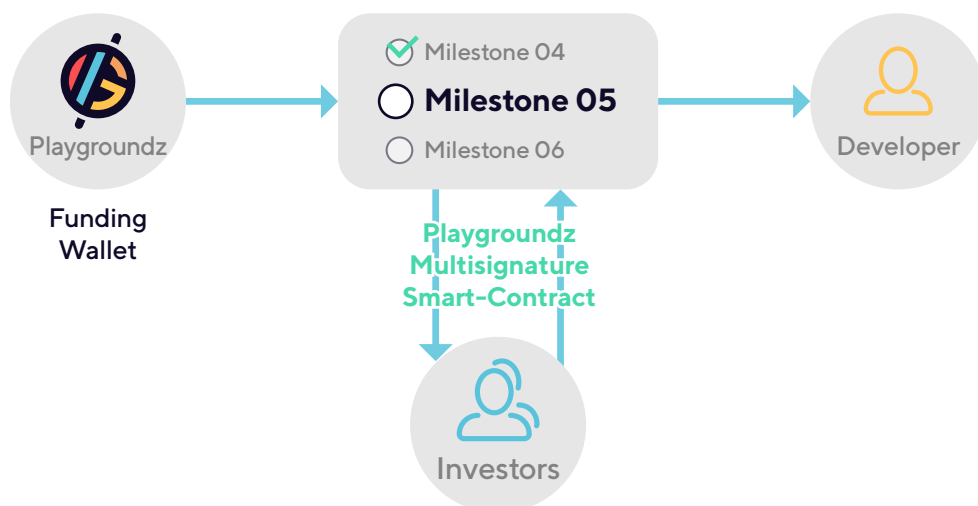 Milestone 04
Milestone 05
Milestone 06
Playgroundz
Developer
Funding
Wallet
Playgroundz
Multisignature
Smart-Contract
Investors